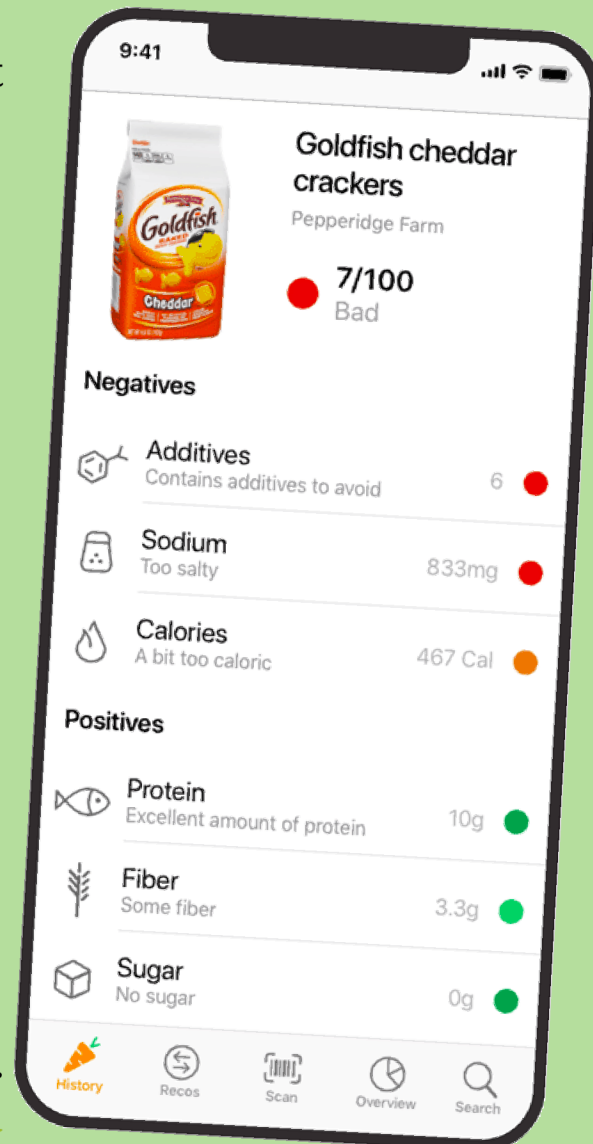 t
9:41
Goldfish cheddar
crackers
Pepperidge Farm
7/100
Bad
Goldfish
BAKED
Cheddar
Negatives
Additives
Contains additives to avoid
6
Sodium
Too salty
833mg
Calories
A bit too caloric
467 Cal
Positives
Protein
Excellent amount of protein
10g
Fiber
Some fiber
3.3g
Sugar
No sugar
0g
History
Recos
Scan
Overview
Search
.